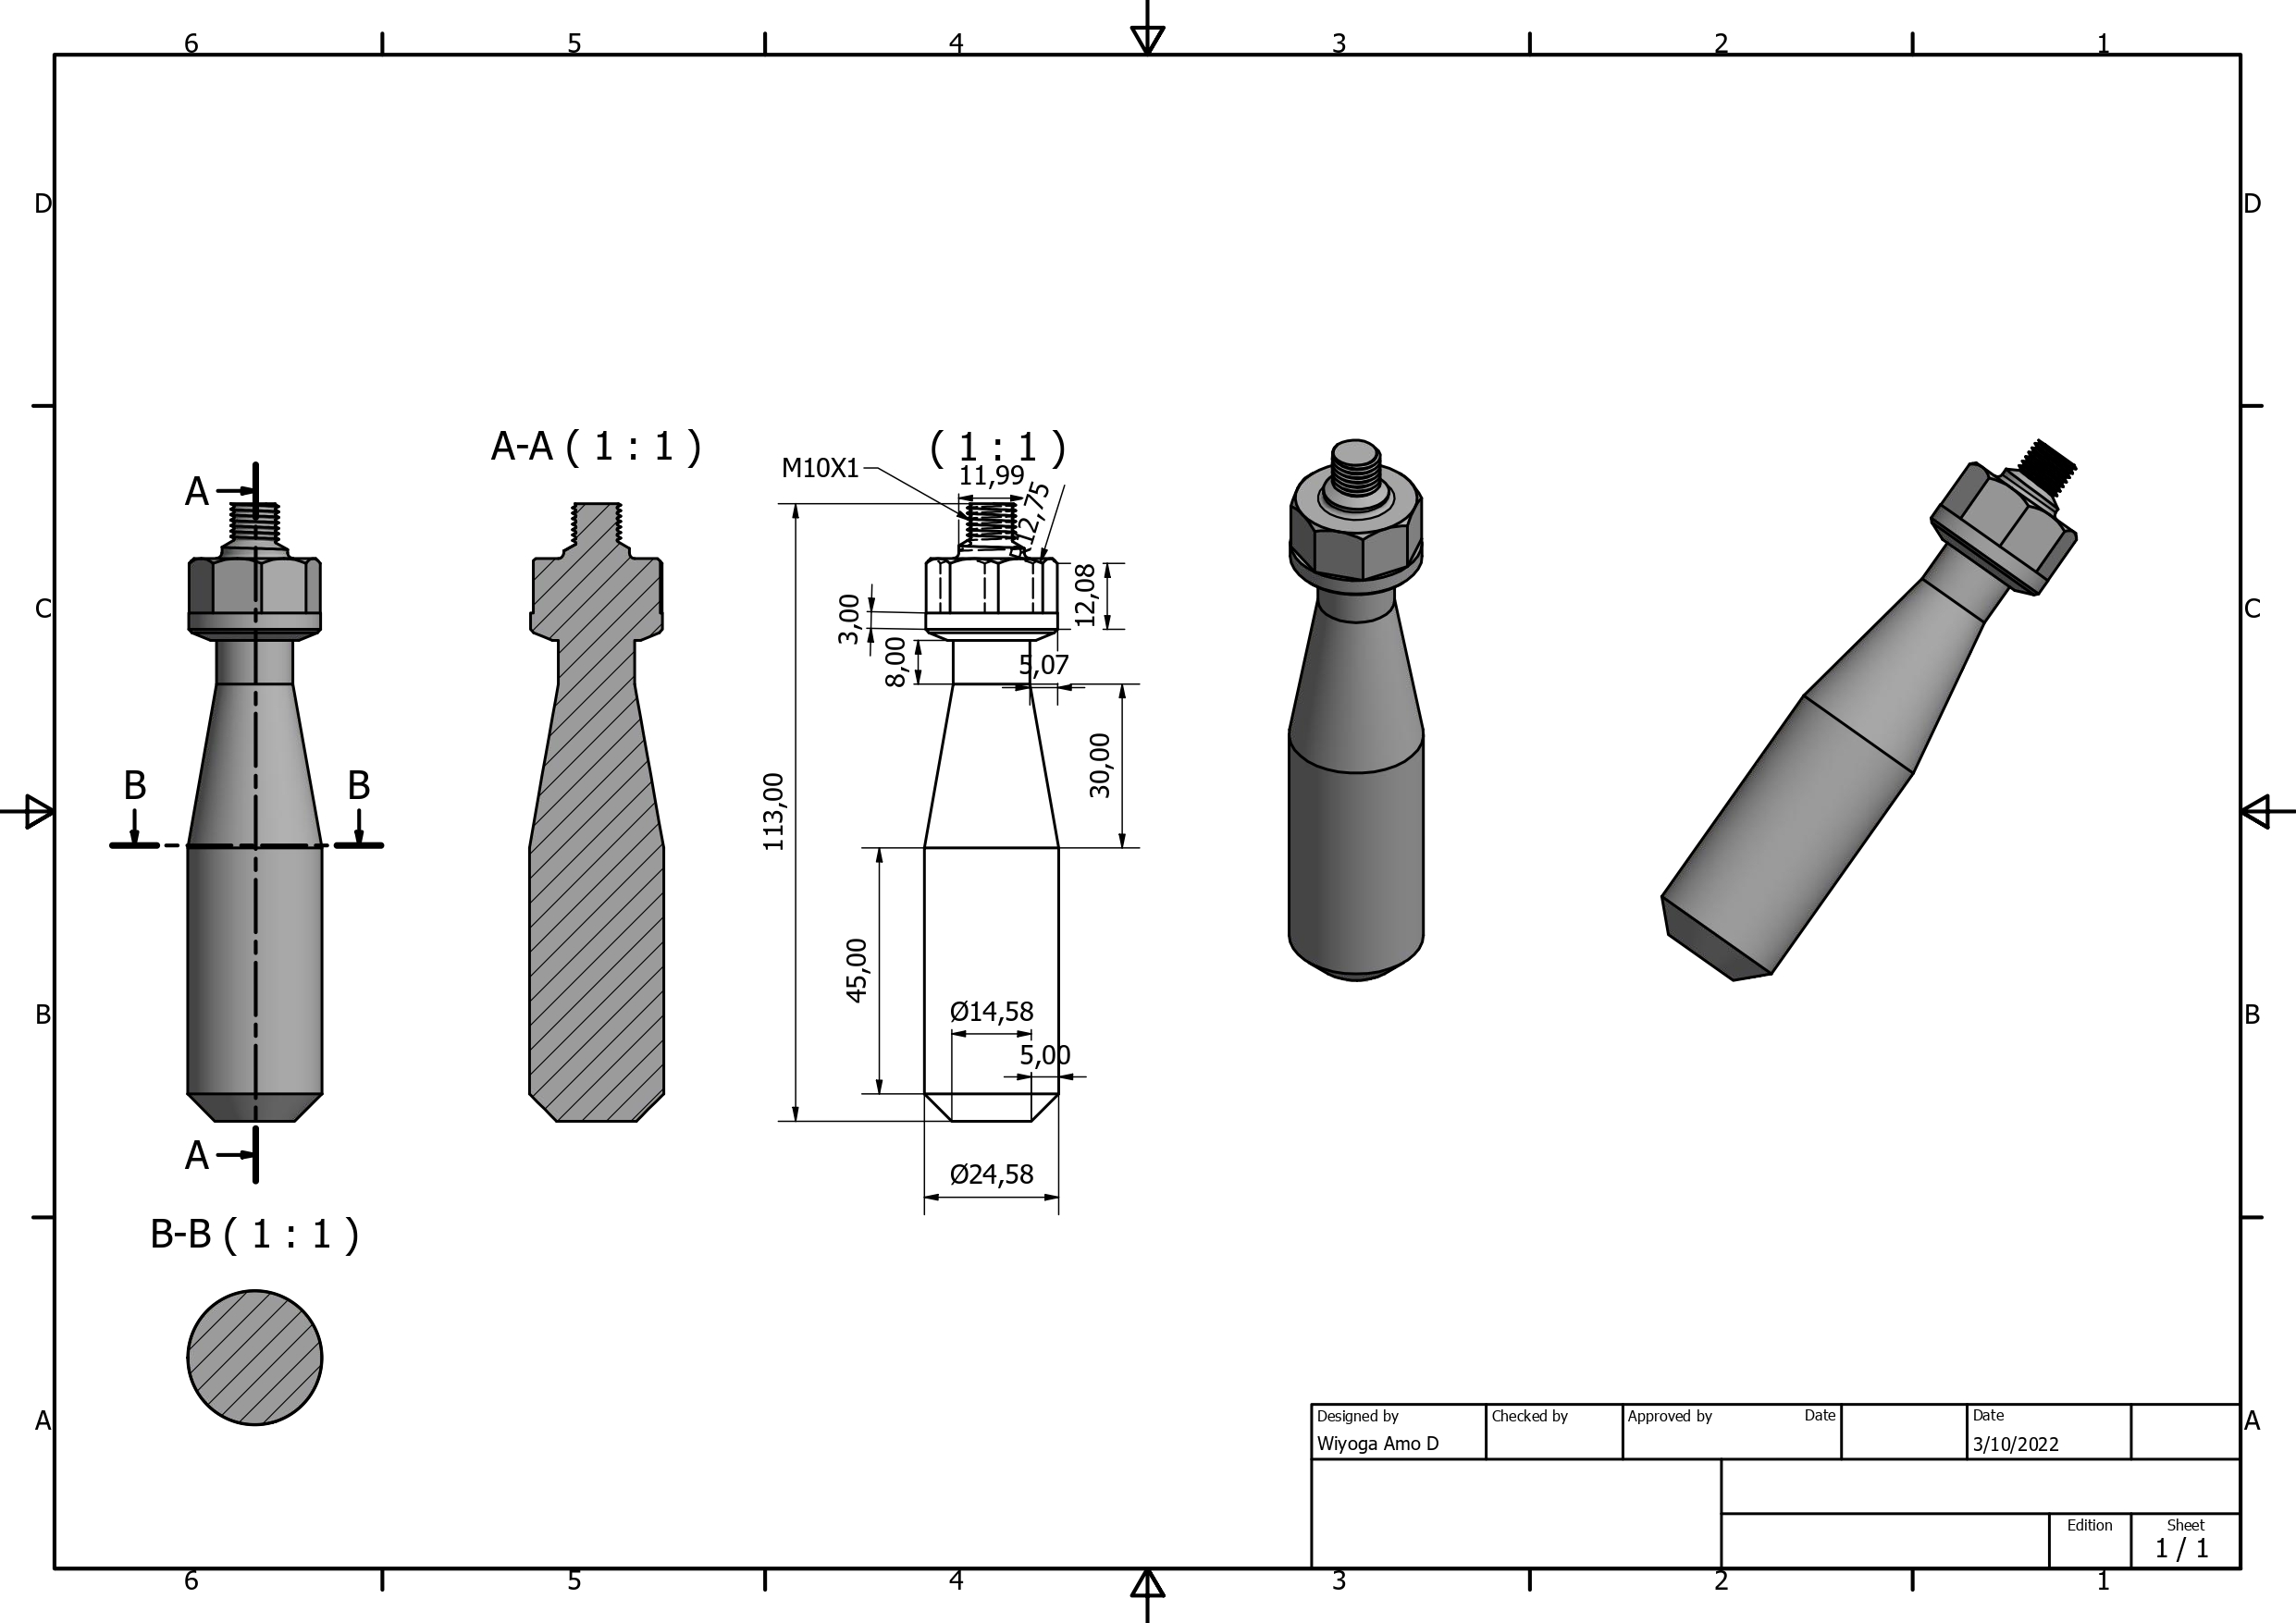 6 5 4 3 2 1
D D
A-A ( 1 : 1 )
( 1 : 1 )
M10X1
11,99
A
R12,75
12,08
3,00
C C
8,00
5,07
B B
30,00
113,00
45,00
B B
Ø14,58
5,00
A
Ø24,58
B-B ( 1 : 1 )
A A
Designed by Checked by Approved by Date Date
Wiyoga Amo D 3/10/2022
Edition Sheet
1 / 1
6 5 4 3 2 1